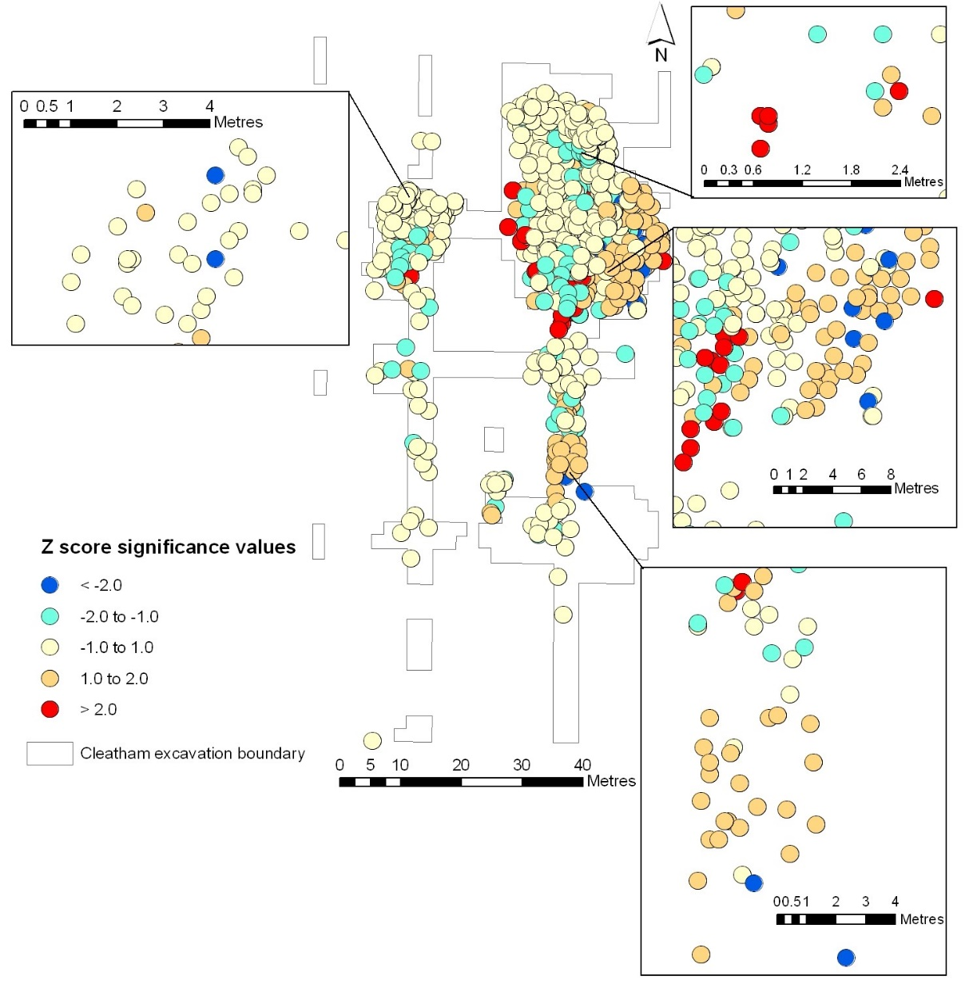 N
0 0.5 1 2 3 4
Metres
0 0.3 0.6 1.2 1.8 2.4
Metres
0 1 2 4 6 8
Metres
Z score significance values
< -2.0
-2.0 to -1.0
-1.0 to 1.0
1.0 to 2.0
> 2.0
Cleatham excavation boundary
0 5 10 20 30 40
Metres
00.51 2 3 4
Metres